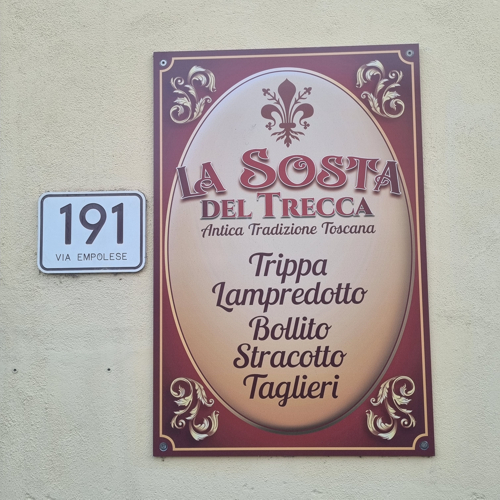 LA SOSTA
DEL TRECCA
Antica Tradizione Toscana
Trippa
Lampredotto
Bollito
Stracotto
Taglieri
191
VIA EMPOLESE